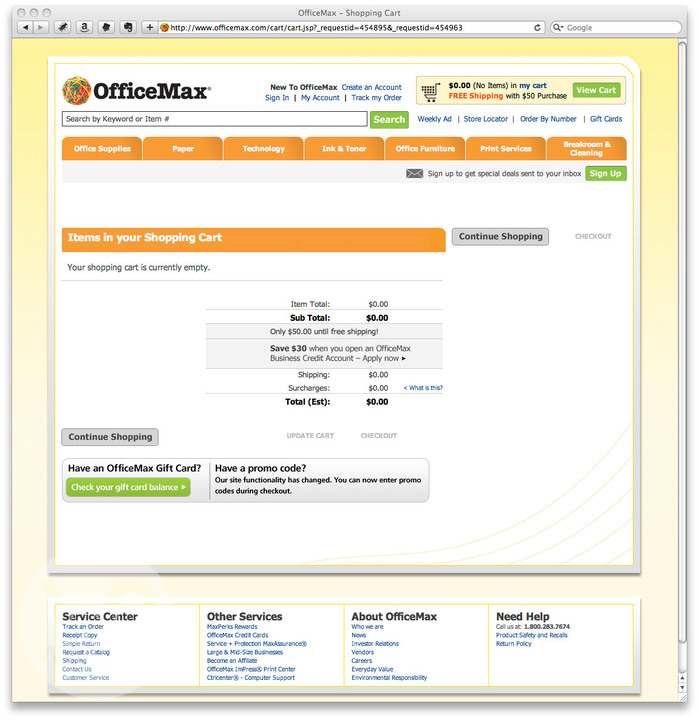 OfficeMax – Shopping Cart
http://www.officemax.com/cart/cart.jsp?_requestid=454895&_requestid=454963
Google
OfficeMax®
New To OfficeMax Create an Account
Sign In | My Account | Track my Order
$0.00 (No Items) in my cart
FREE Shipping with $50 Purchase
View Cart
Search by Keyword or Item #
Search
Weekly Ad | Store Locator | Order By Number | Gift Cards
Office Supplies
Paper
Technology
Ink & Toner
Office Furniture
Print Services
Breakroom &
Cleaning
Sign up to get special deals sent to your inbox
Sign Up
Items in your Shopping Cart
Continue Shopping
CHECKOUT
Your shopping cart is currently empty.
Item Total: $0.00
Sub Total: $0.00
Only $50.00 until free shipping!
Save $30 when you open an OfficeMax
Business Credit Account – Apply now ►
Shipping: $0.00
Surcharges: $0.00 < What is this?
Total (Est): $0.00
Continue Shopping
UPDATE CART
CHECKOUT
Have an OfficeMax Gift Card?
Check your gift card balance ►
Have a promo code?
Our site functionality has changed. You can now enter promo
codes during checkout.
Service Center
Track an Order
Receipt Copy
Simple Return
Request a Catalog
Shipping
Contact Us
Customer Service
Other Services
MaxPerks Rewards
OfficeMax Credit Cards
Service + Protection MaxAssurance®
Large & Mid-Size Businesses
Become an Affiliate
OfficeMax ImPress® Print Center
Ctrlcenter® - Computer Support
About OfficeMax
Who we are
News
Investor Relations
Vendors
Careers
Everyday Value
Environmental Responsibility
Need Help
Call us at: 1.800.283.7674
Product Safety and Recalls
Return Policy